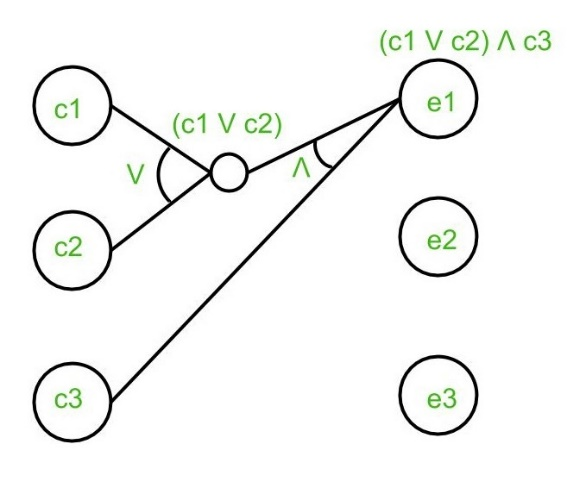 (c1 V c2) Λ c3
c1
e1
(c1 V c2)
V
Λ
c2
e2
c3
e3